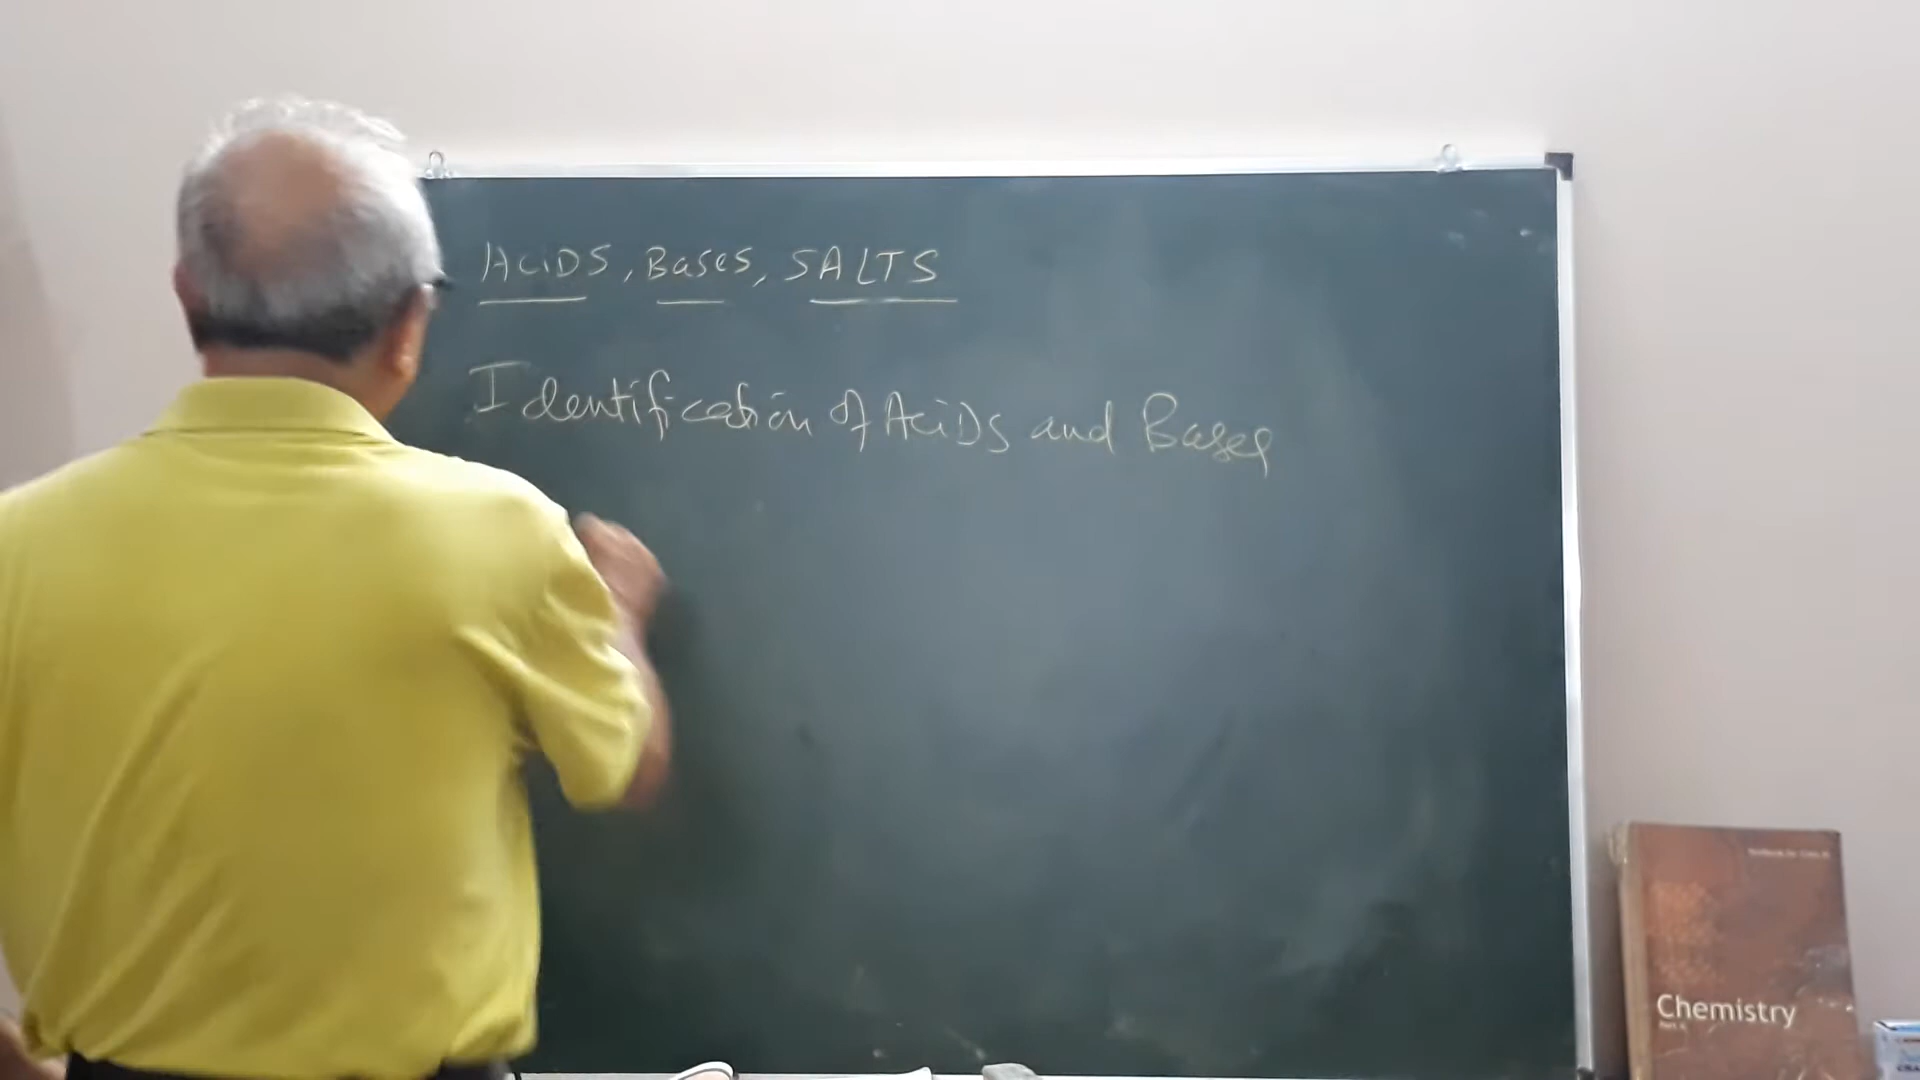 ACiDS, Bases, SALTS
Identification of AciDS and Bases
Chemistry